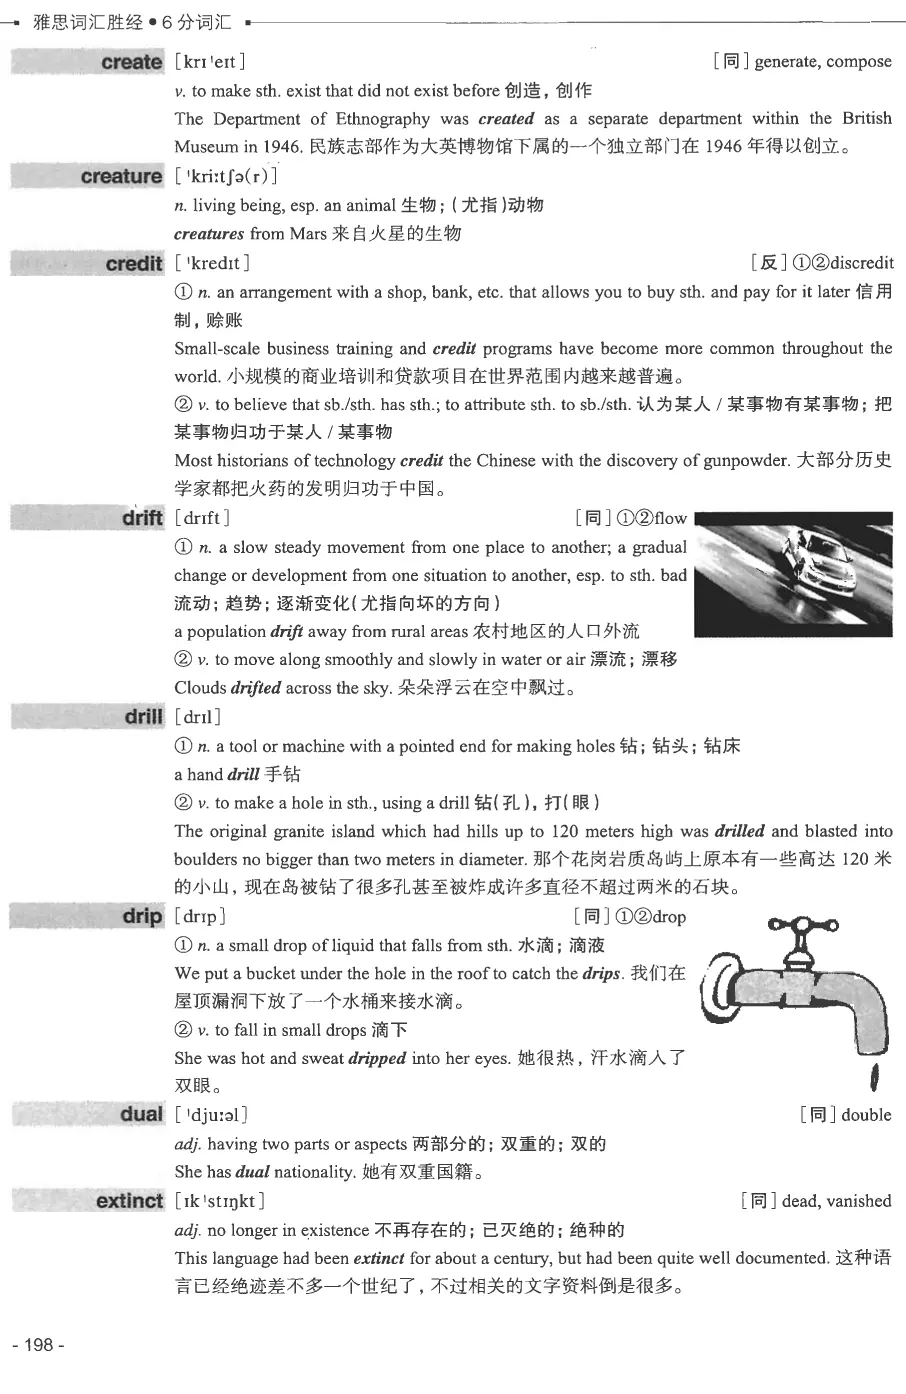 雅思词汇胜经●6分词汇
create [krɪˈeɪt] [同] generate, compose
v. to make sth. exist that did not exist before 创造，创作
The Department of Ethnography was created as a separate department within the British
Museum in 1946. 民族志部作为大英博物馆下属的一个独立部门在 1946 年得以创立。
creature [ˈkriːtʃə(r)]
n. living being, esp. an animal 生物；(尤指)动物
creatures from Mars 来自火星的生物
credit [ˈkredɪt] [反] ①②discredit
① n. an arrangement with a shop, bank, etc. that allows you to buy sth. and pay for it later 信用
制，赊账
Small-scale business training and credit programs have become more common throughout the
world. 小规模的商业培训和贷款项目在世界范围内越来越普遍。
② v. to believe that sb./sth. has sth.; to attribute sth. to sb./sth. 认为某人 / 某事物有某事物；把
某事物归功于某人 / 某事物
Most historians of technology credit the Chinese with the discovery of gunpowder. 大部分历史
学家都把火药的发明归功于中国。
drift [drɪft] [同] ①②flow
① n. a slow steady movement from one place to another; a gradual
change or development from one situation to another, esp. to sth. bad
流动；趋势；逐渐变化(尤指向坏的方向)
a population drift away from rural areas 农村地区的人口外流
② v. to move along smoothly and slowly in water or air 漂流；漂移
Clouds drifted across the sky. 朵朵浮云在空中飘过。
drill [drɪl]
① n. a tool or machine with a pointed end for making holes 钻；钻头；钻床
a hand drill 手钻
② v. to make a hole in sth., using a drill 钻(孔)，打(眼)
The original granite island which had hills up to 120 meters high was drilled and blasted into
boulders no bigger than two meters in diameter. 那个花岗岩质岛屿上原本有一些高达 120 米
的小山，现在岛被钻了很多孔甚至被炸成许多直径不超过两米的石块。
drip [drɪp] [同] ①②drop
① n. a small drop of liquid that falls from sth. 水滴；滴液
We put a bucket under the hole in the roof to catch the drips. 我们在
屋顶漏洞下放了一个水桶来接水滴。
② v. to fall in small drops 滴下
She was hot and sweat dripped into her eyes. 她很热，汗水滴入了
双眼。
dual [ˈdjuːəl] [同] double
adj. having two parts or aspects 两部分的；双重的；双的
She has dual nationality. 她有双重国籍。
extinct [ɪkˈstɪŋkt] [同] dead, vanished
adj. no longer in existence 不再存在的；已灭绝的；绝种的
This language had been extinct for about a century, but had been quite well documented. 这种语
言已经绝迹差不多一个世纪了，不过相关的文字资料倒是很多。
- 198 -